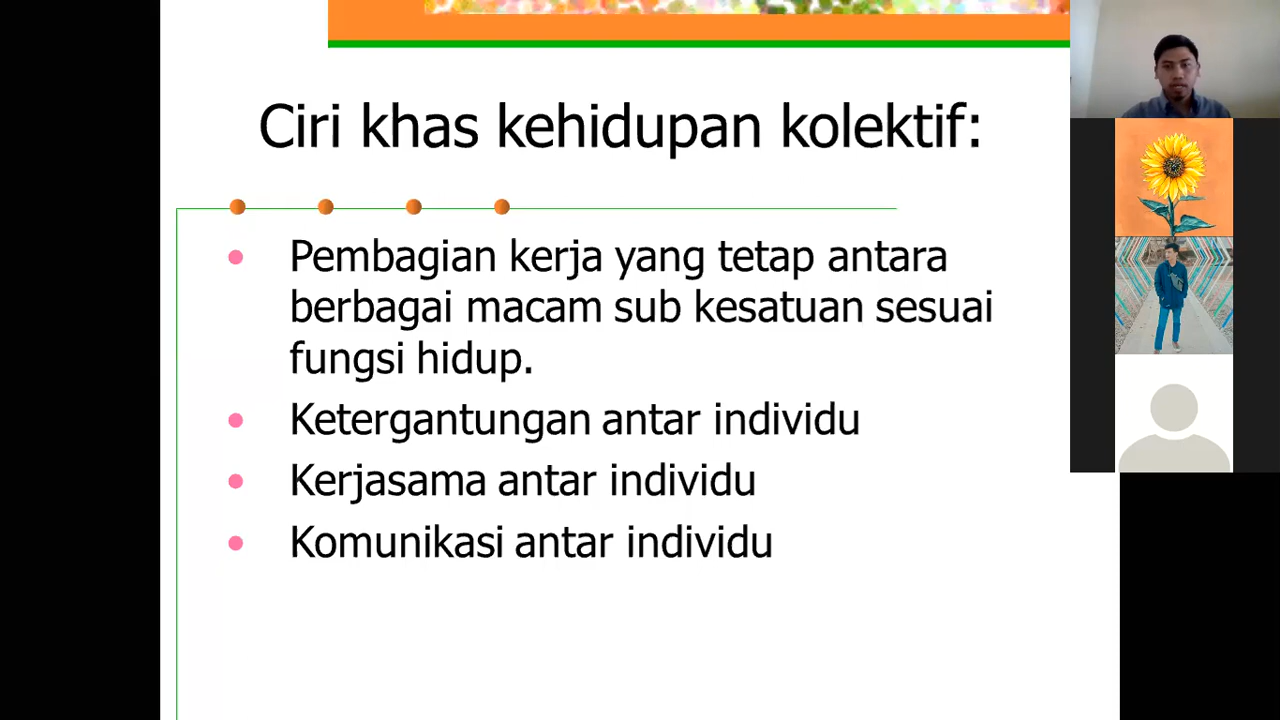 Ciri khas kehidupan kolektif:
Pembagian kerja yang tetap antara
berbagai macam sub kesatuan sesuai
fungsi hidup.
Ketergantungan antar individu
Kerjasama antar individu
Komunikasi antar individu